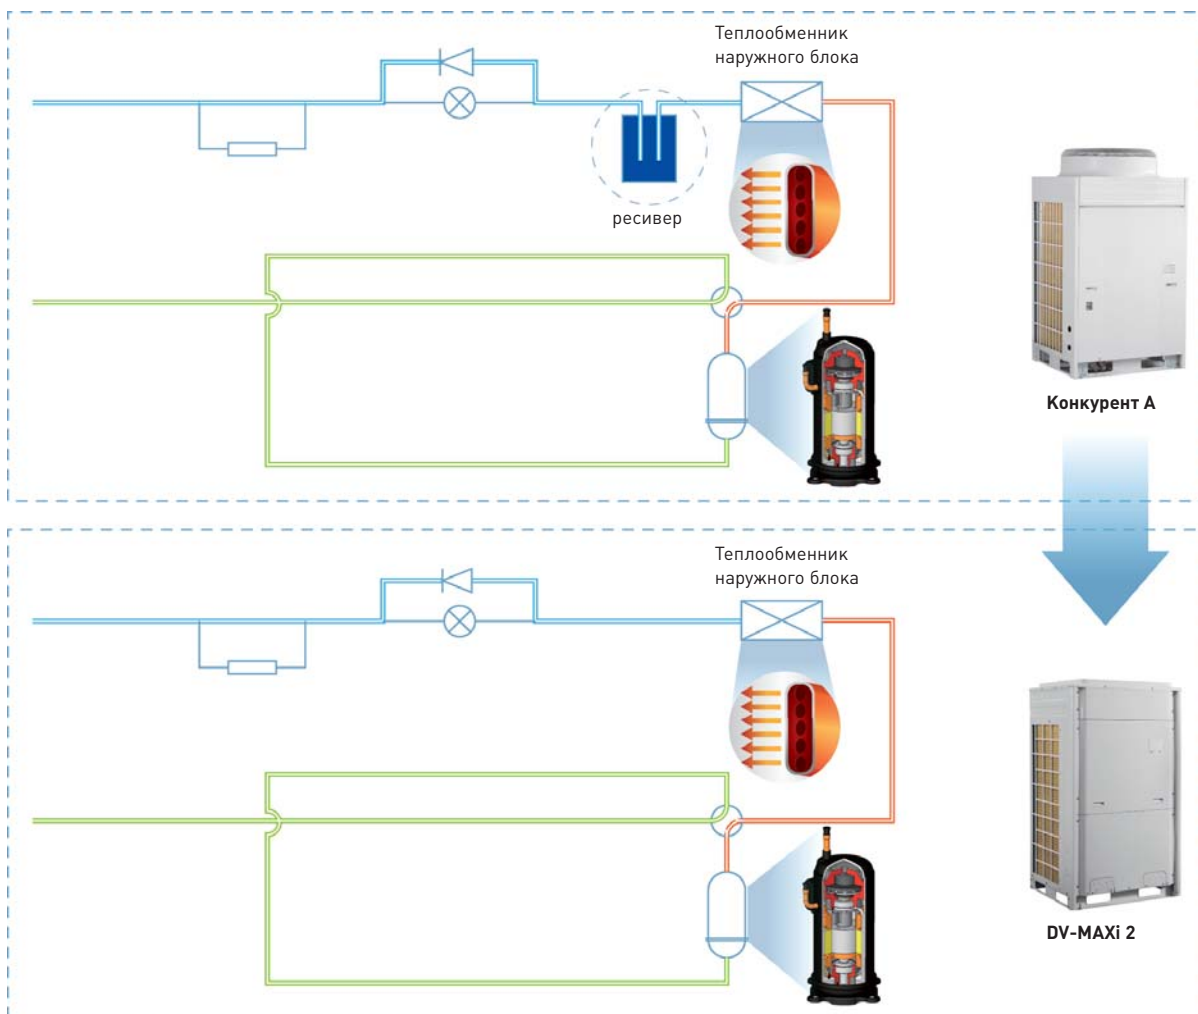 Теплообменник
наружного блока
ресивер
Конкурент А
Теплообменник
наружного блока
DV-MAXi 2